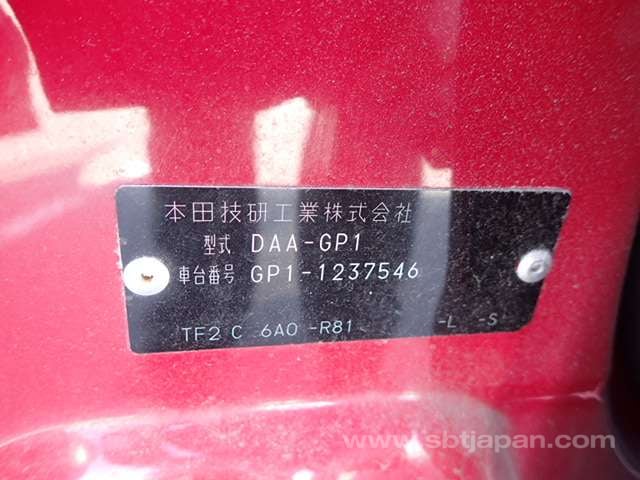 本田技研工業株式会社
型式 DAA-GP1
車台番号 GP1-1237546
TF2 C 6A0 -R81 -L -S
www.sbtjapan.com